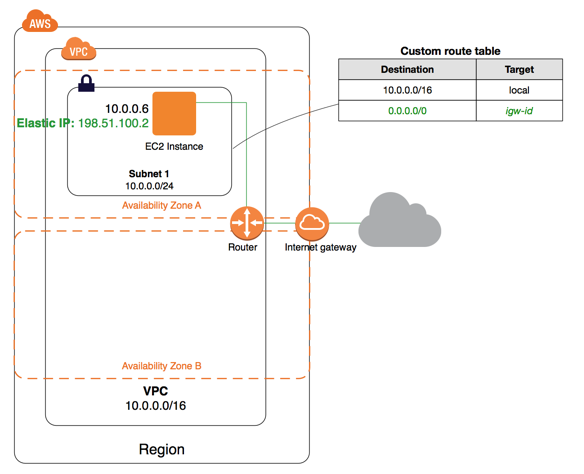 AWS
VPC
Custom route table
Destination Target
10.0.0.0/16 local
0.0.0.0/0 igw-id
10.0.0.6
Elastic IP: 198.51.100.2
EC2 Instance
Subnet 1
10.0.0.0/24
Availability Zone A
Router
Internet gateway
Availability Zone B
VPC
10.0.0.0/16
Region